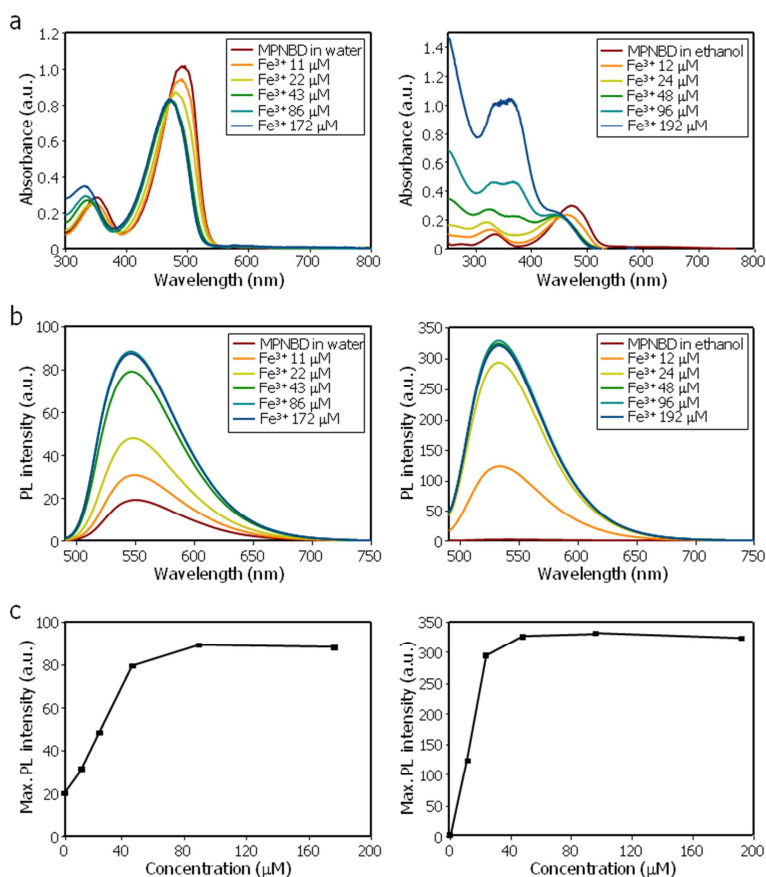 a
1.2
1.0
0.8
0.6
0.4
0.2
0
Absorbance (a.u.)
MPNBD in water
Fe³⁺ 11 µM
Fe³⁺ 22 µM
Fe³⁺ 43 µM
Fe³⁺ 86 µM
Fe³⁺ 172 µM
300 400 500 600 700 800
Wavelength (nm)
1.4
1.2
1.0
0.8
0.6
0.4
0.2
0
Absorbance (a.u.)
MPNBD in ethanol
Fe³⁺ 12 µM
Fe³⁺ 24 µM
Fe³⁺ 48 µM
Fe³⁺ 96 µM
Fe³⁺ 192 µM
300 400 500 600 700 800
Wavelength (nm)
b
100
80
60
40
20
0
PL intensity (a.u.)
MPNBD in water
Fe³⁺ 11 µM
Fe³⁺ 22 µM
Fe³⁺ 43 µM
Fe³⁺ 86 µM
Fe³⁺ 172 µM
500 550 600 650 700 750
Wavelength (nm)
350
300
250
200
150
100
50
0
PL intensity (a.u.)
MPNBD in ethanol
Fe³⁺ 12 µM
Fe³⁺ 24 µM
Fe³⁺ 48 µM
Fe³⁺ 96 µM
Fe³⁺ 192 µM
500 550 600 650 700 750
Wavelength (nm)
c
100
80
60
40
20
0
Max. PL intensity (a.u.)
0 40 80 120 160 200
Concentration (µM)
350
300
250
200
150
100
50
0
Max. PL intensity (a.u.)
0 40 80 120 160 200
Concentration (µM)